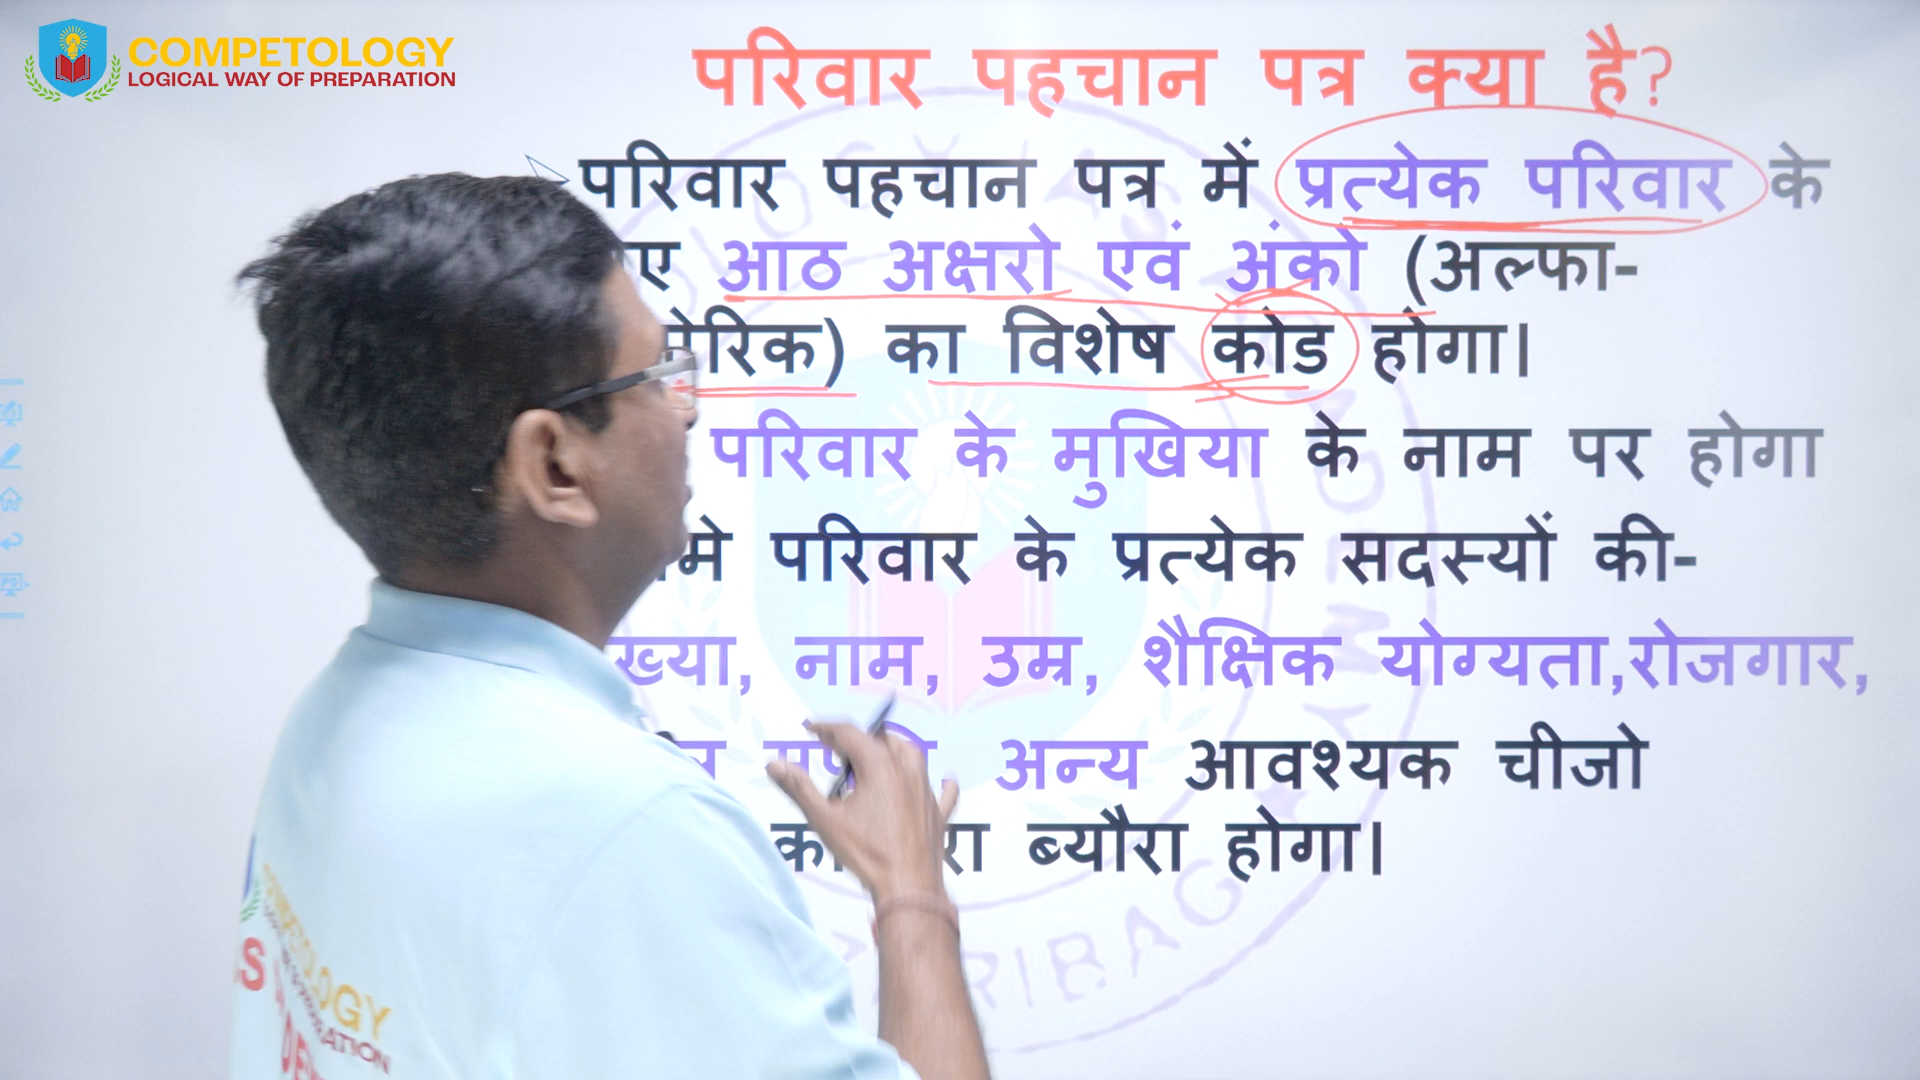 COMPETOLOGY
LOGICAL WAY OF PREPARATION
परिवार पहचान पत्र क्या है?
परिवार पहचान पत्र में प्रत्येक परिवार के
आठ अक्षरो एवं अंको (अल्फा-
का विशेष कोड होगा।
परिवार के मुखिया के नाम पर होगा
परिवार के प्रत्येक सदस्यों की-
नाम, उम्र, शैक्षिक योग्यता,रोजगार,
अन्य आवश्यक चीजो
ब्यौरा होगा।